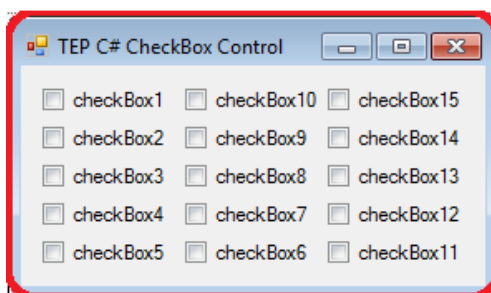 TEP C# CheckBox Control
checkBox1 checkBox10 checkBox15
checkBox2 checkBox9 checkBox14
checkBox3 checkBox8 checkBox13
checkBox4 checkBox7 checkBox12
checkBox5 checkBox6 checkBox11